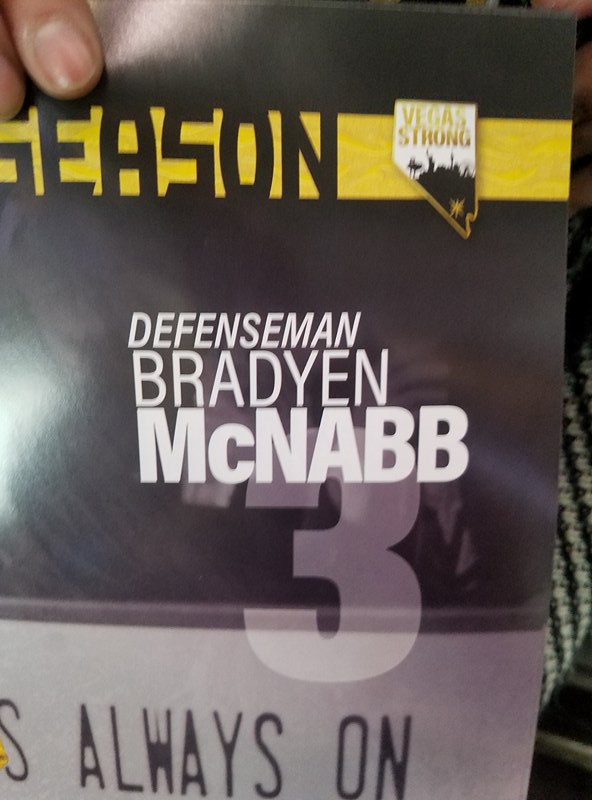 SEASON
VEGAS
STRONG
DEFENSEMAN
BRADYEN
McNABB
3
S ALWAYS ON